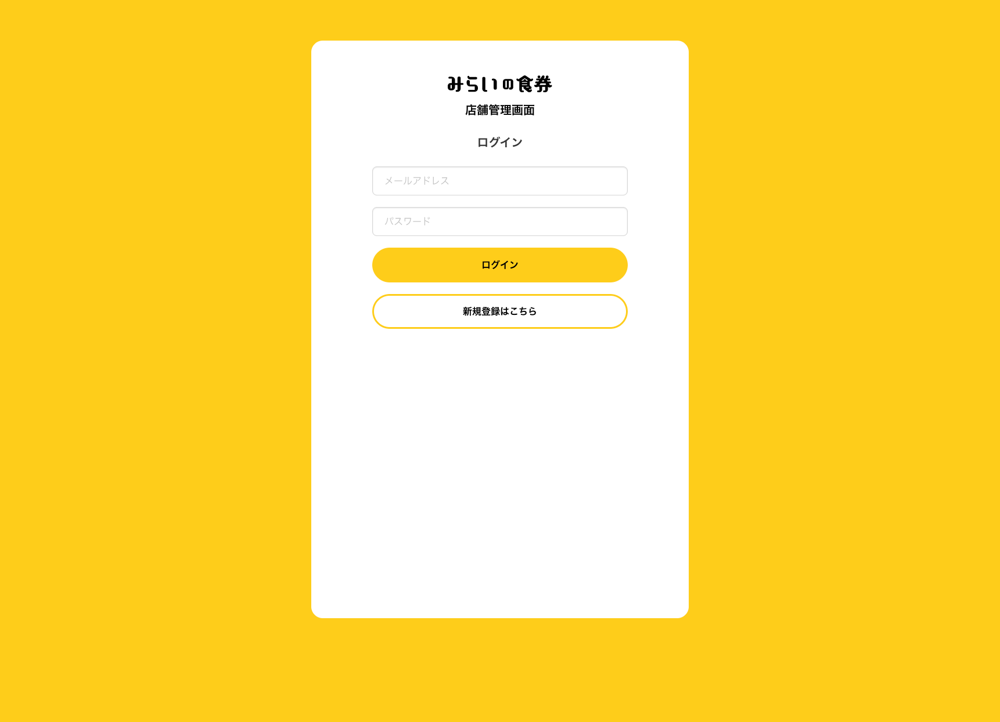 みらいの食券
店舗管理画面
ログイン
メールアドレス
パスワード
ログイン
新規登録はこちら